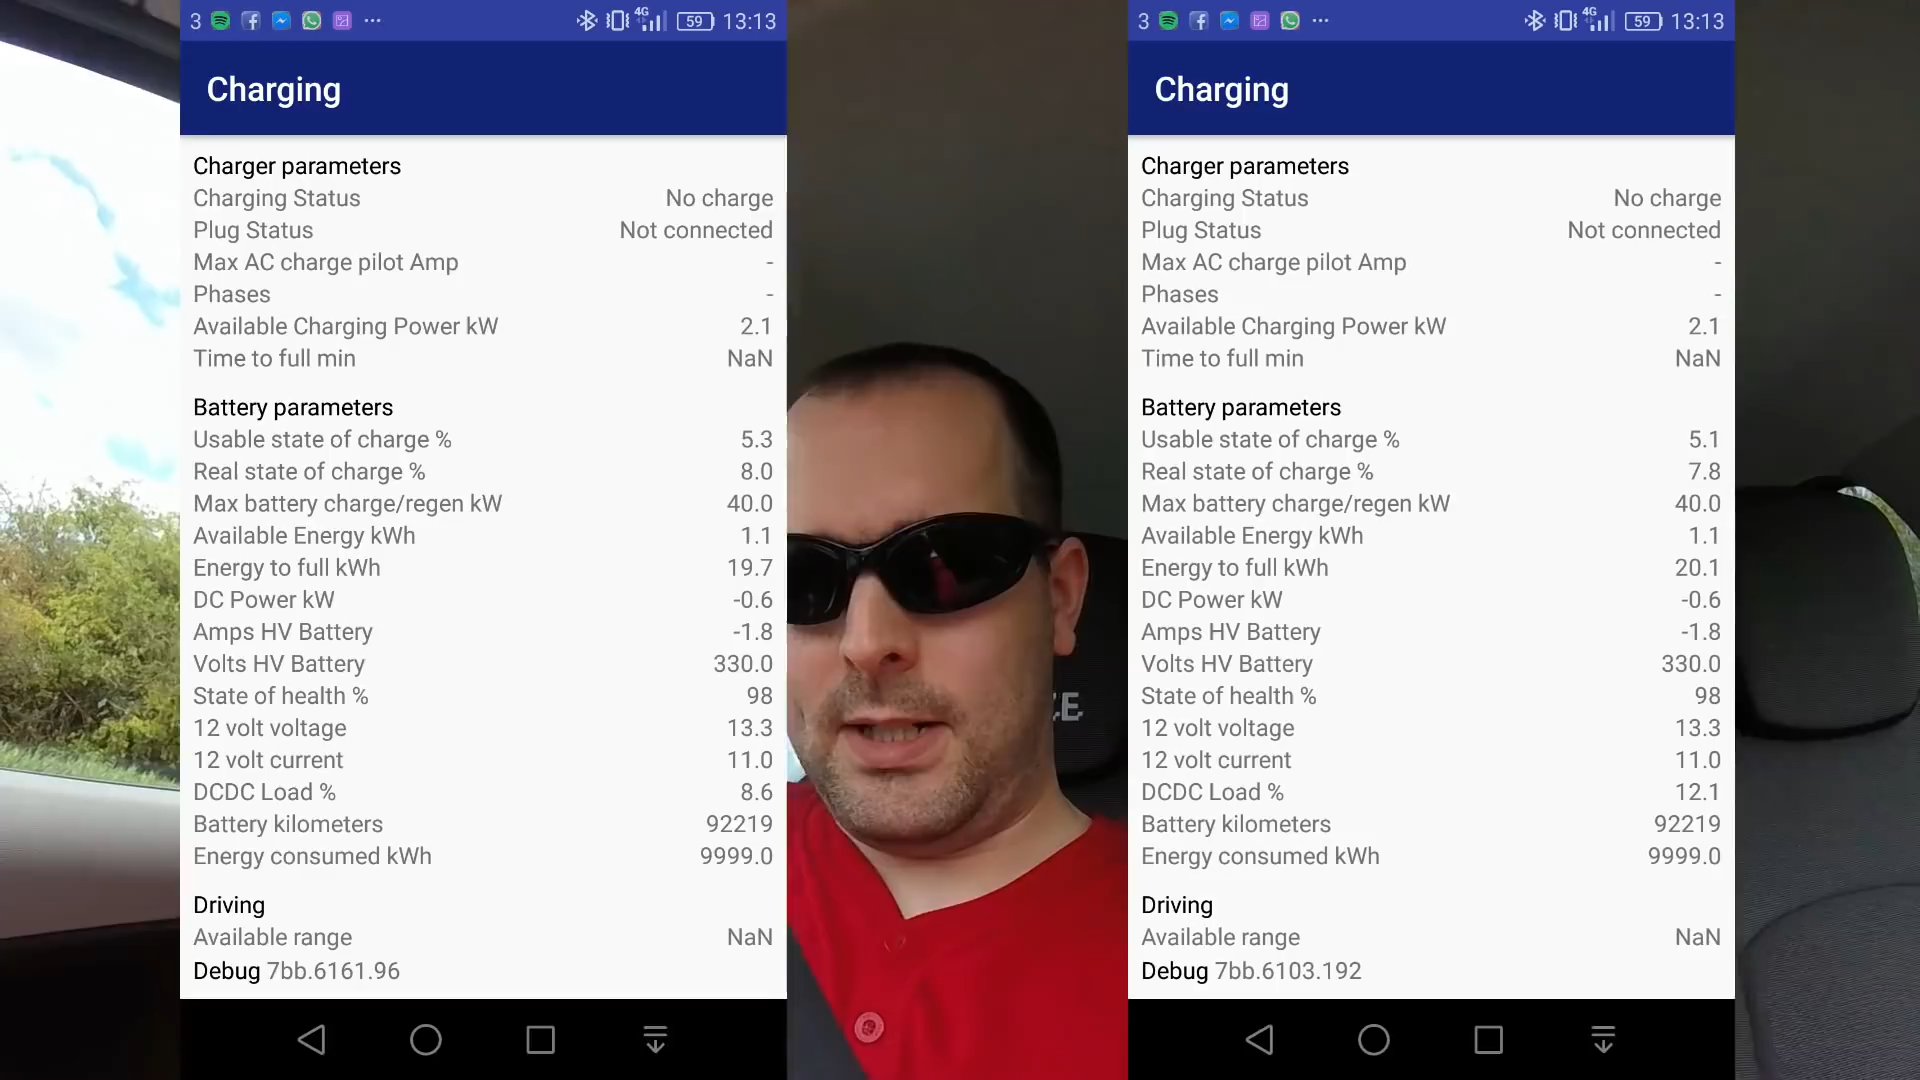 3 ... 4G 59 13:13
Charging
Charger parameters
Charging Status No charge
Plug Status Not connected
Max AC charge pilot Amp -
Phases -
Available Charging Power kW 2.1
Time to full min NaN
Battery parameters
Usable state of charge % 5.3
Real state of charge % 8.0
Max battery charge/regen kW 40.0
Available Energy kWh 1.1
Energy to full kWh 19.7
DC Power kW -0.6
Amps HV Battery -1.8
Volts HV Battery 330.0
State of health % 98
12 volt voltage 13.3
12 volt current 11.0
DCDC Load % 8.6
Battery kilometers 92219
Energy consumed kWh 9999.0
Driving
Available range NaN
Debug 7bb.6161.96
3 ... 4G 59 13:13
Charging
Charger parameters
Charging Status No charge
Plug Status Not connected
Max AC charge pilot Amp -
Phases -
Available Charging Power kW 2.1
Time to full min NaN
Battery parameters
Usable state of charge % 5.1
Real state of charge % 7.8
Max battery charge/regen kW 40.0
Available Energy kWh 1.1
Energy to full kWh 20.1
DC Power kW -0.6
Amps HV Battery -1.8
Volts HV Battery 330.0
State of health % 98
12 volt voltage 13.3
12 volt current 11.0
DCDC Load % 12.1
Battery kilometers 92219
Energy consumed kWh 9999.0
Driving
Available range NaN
Debug 7bb.6103.192